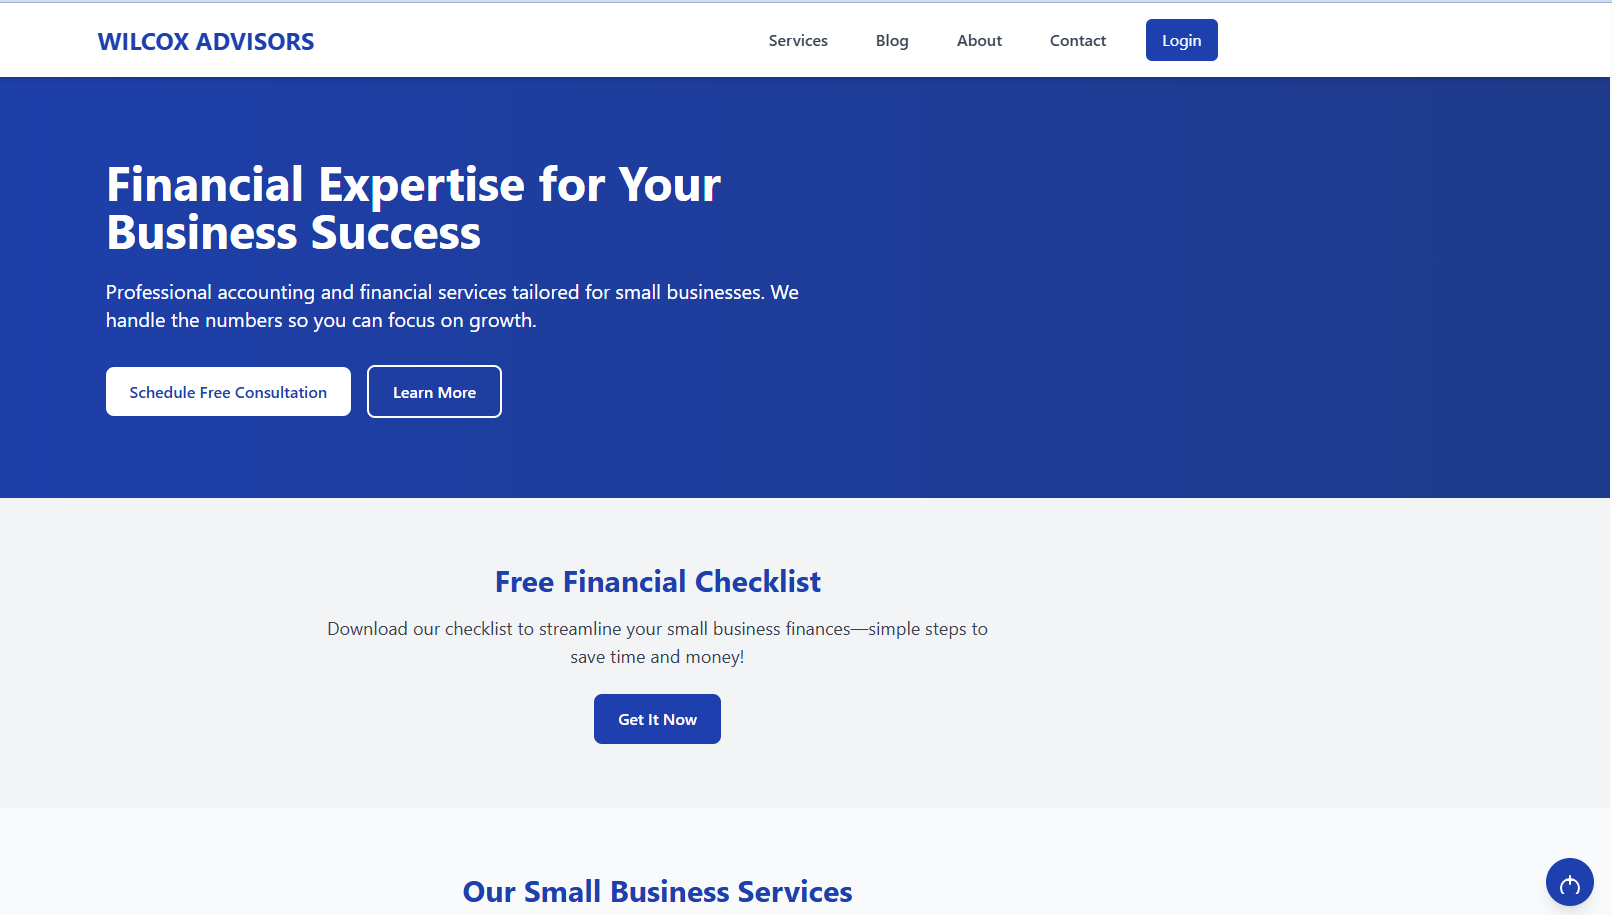 WILCOX ADVISORS
Services
Blog
About
Contact
Login
Financial Expertise for Your
Business Success
Professional accounting and financial services tailored for small businesses. We
handle the numbers so you can focus on growth.
Schedule Free Consultation
Learn More
Free Financial Checklist
Download our checklist to streamline your small business finances—simple steps to
save time and money!
Get It Now
Our Small Business Services